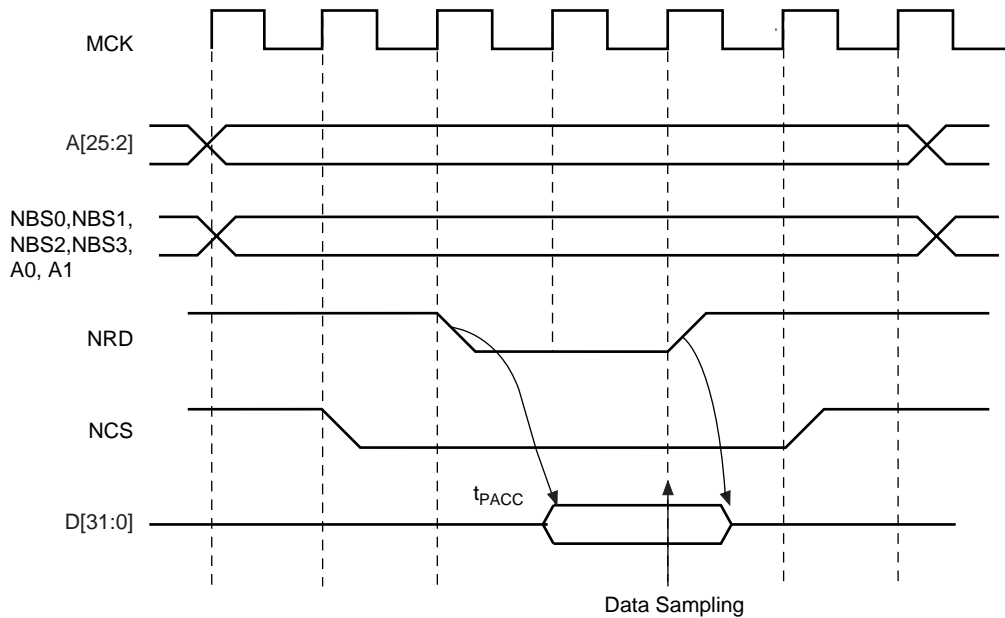 MCK
A[25:2]
NBS0,NBS1,
NBS2,NBS3,
A0, A1
NRD
NCS
tPACC
D[31:0]
Data Sampling